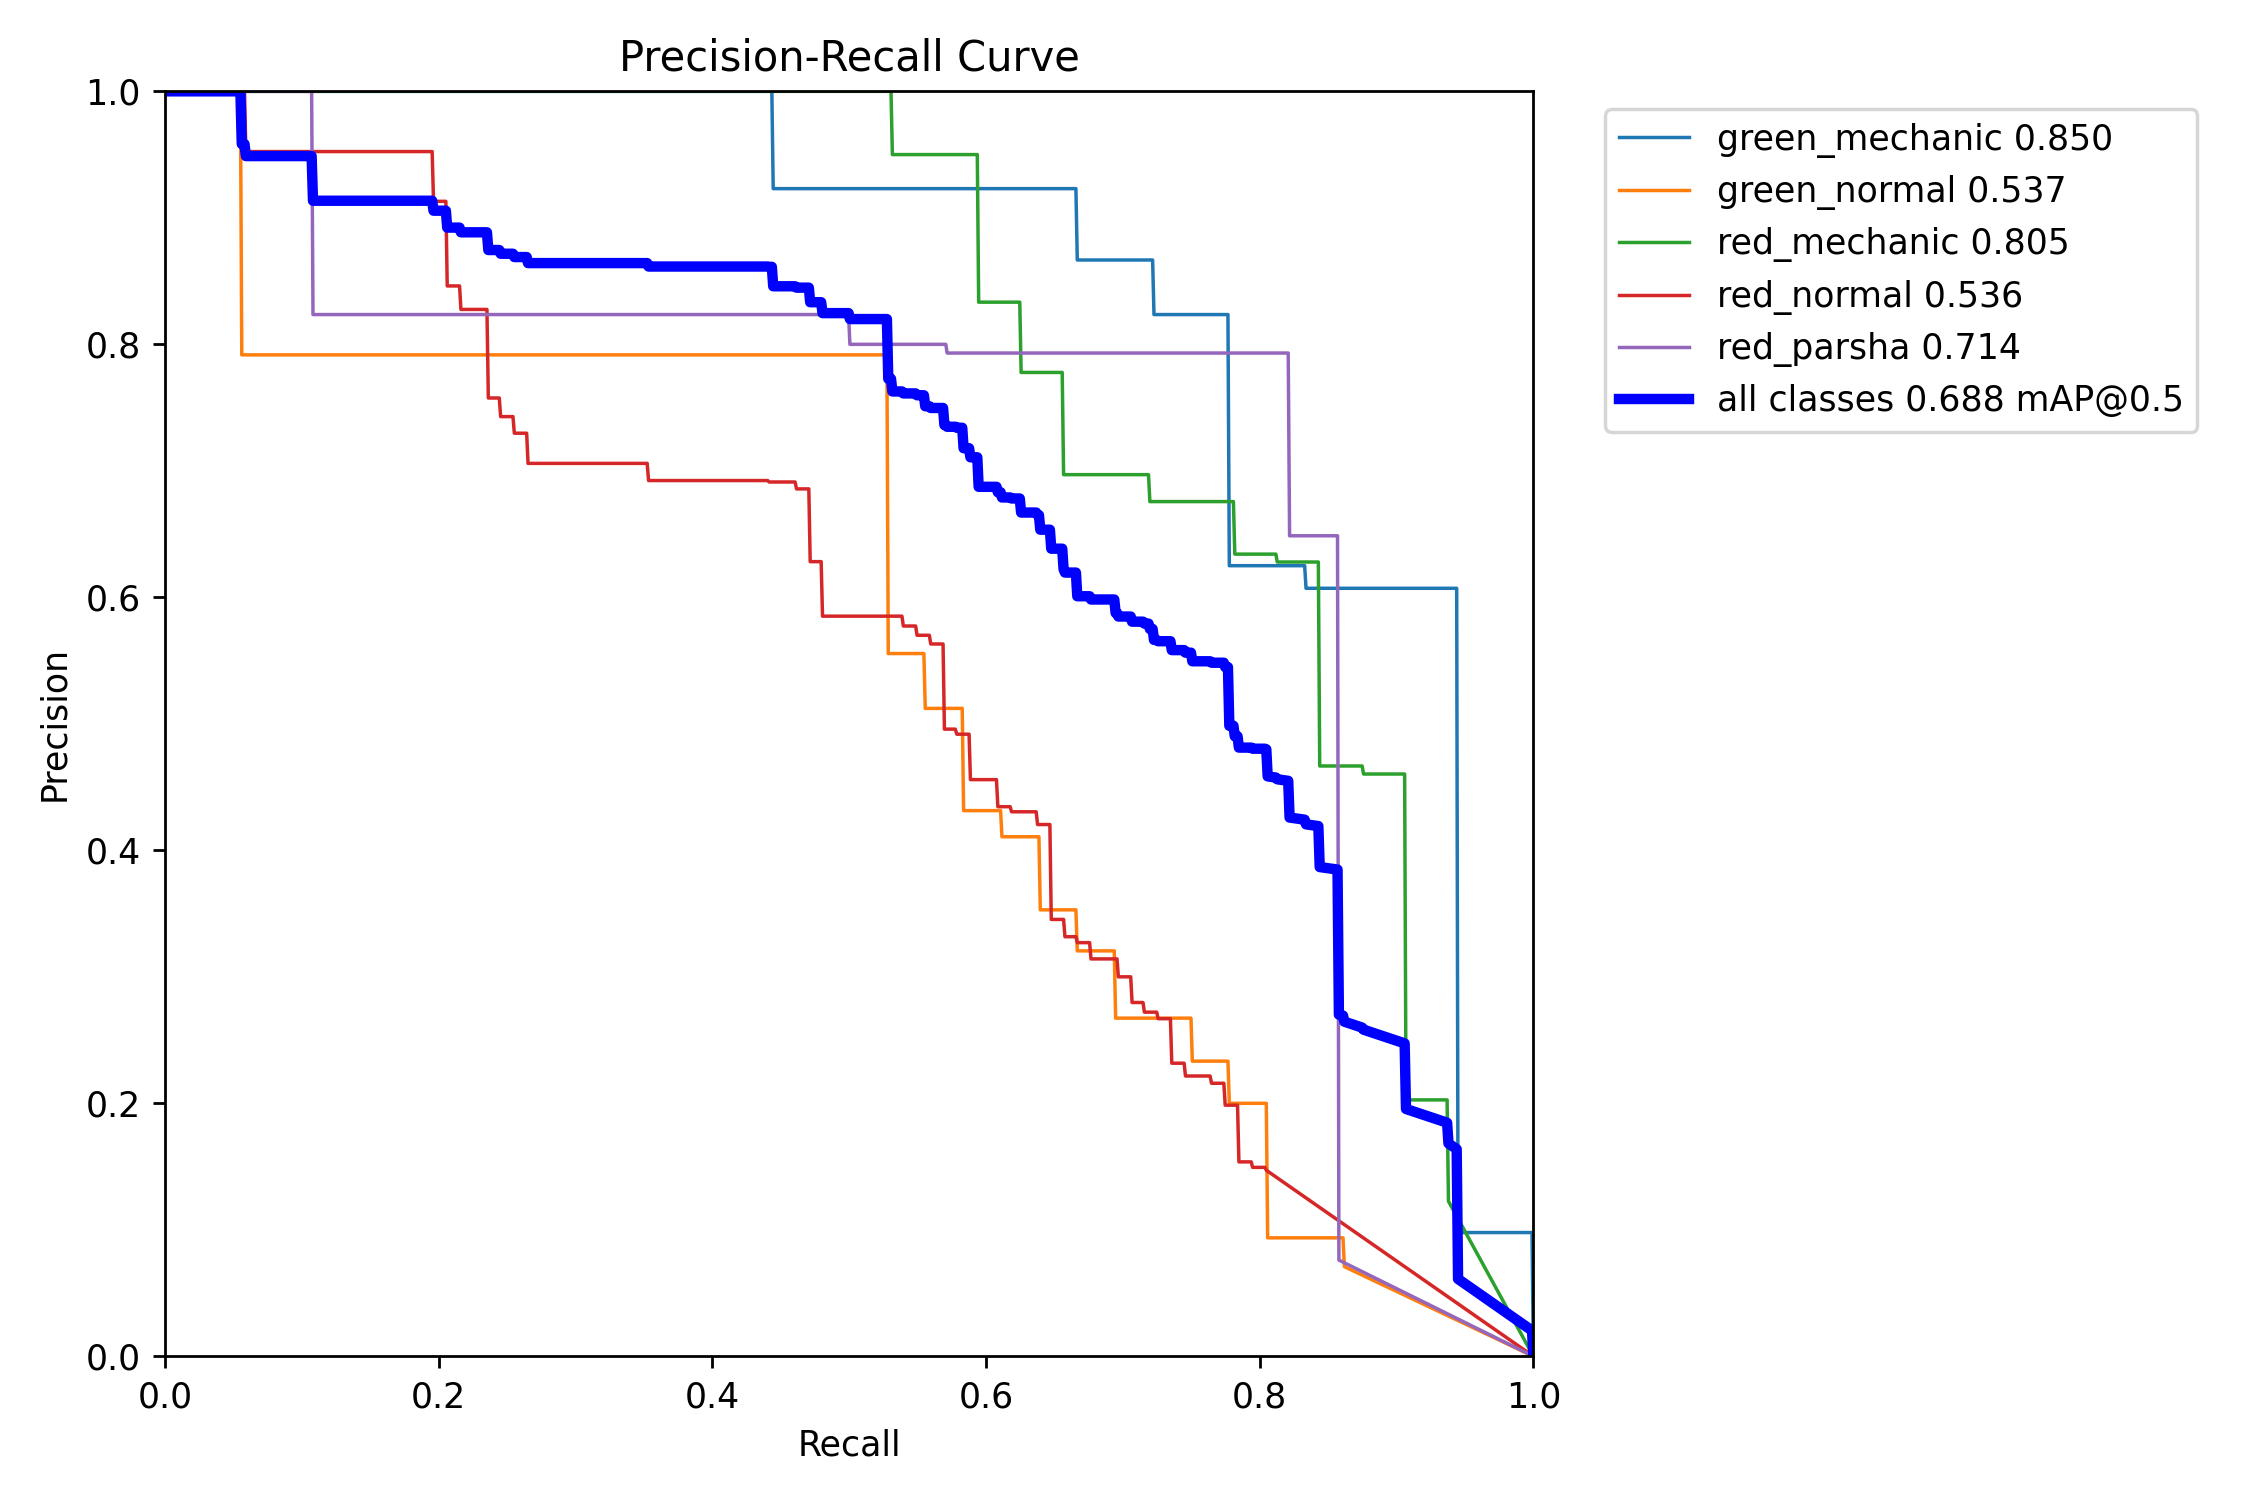 Precision-Recall Curve
1.0
0.8
0.6
0.4
0.2
0.0
Precision
0.0 0.2 0.4 0.6 0.8 1.0
Recall
green_mechanic 0.850
green_normal 0.537
red_mechanic 0.805
red_normal 0.536
red_parsha 0.714
all classes 0.688 mAP@0.5